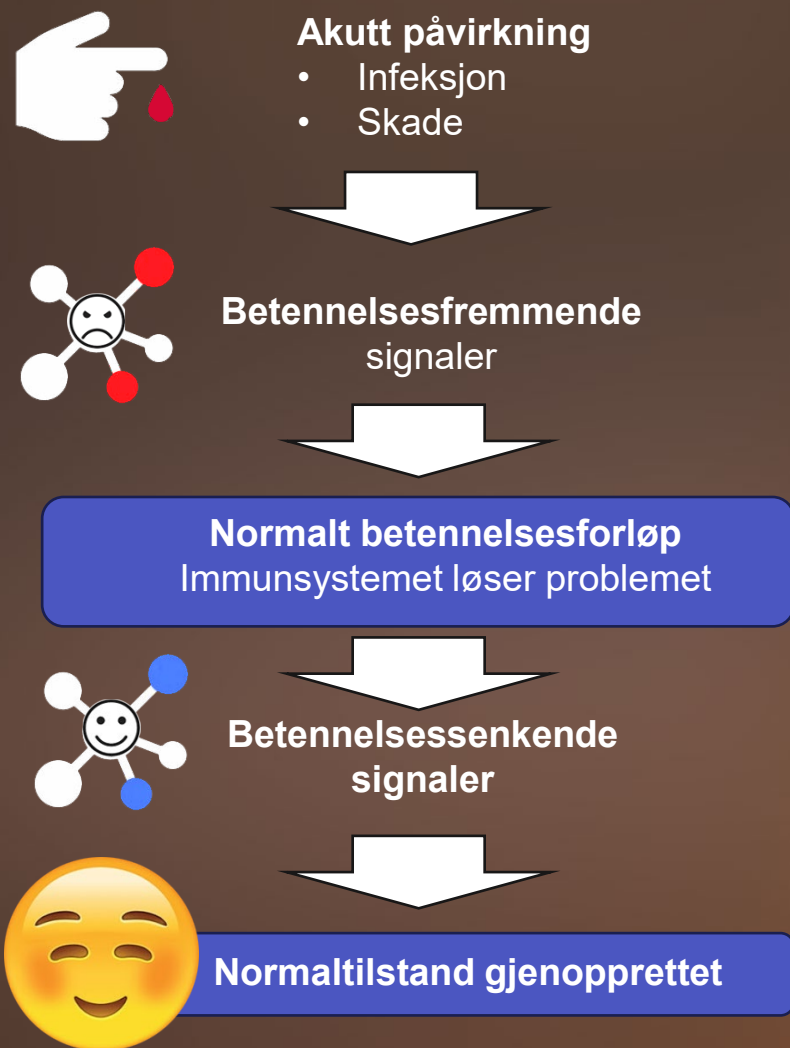 Akutt påvirkning
• Infeksjon
• Skade
Betennelsesfremmende
signaler
Normalt betennelsesforløp
Immunsystemet løser problemet
Betennelsessenkende
signaler
Normaltilstand gjenopprettet